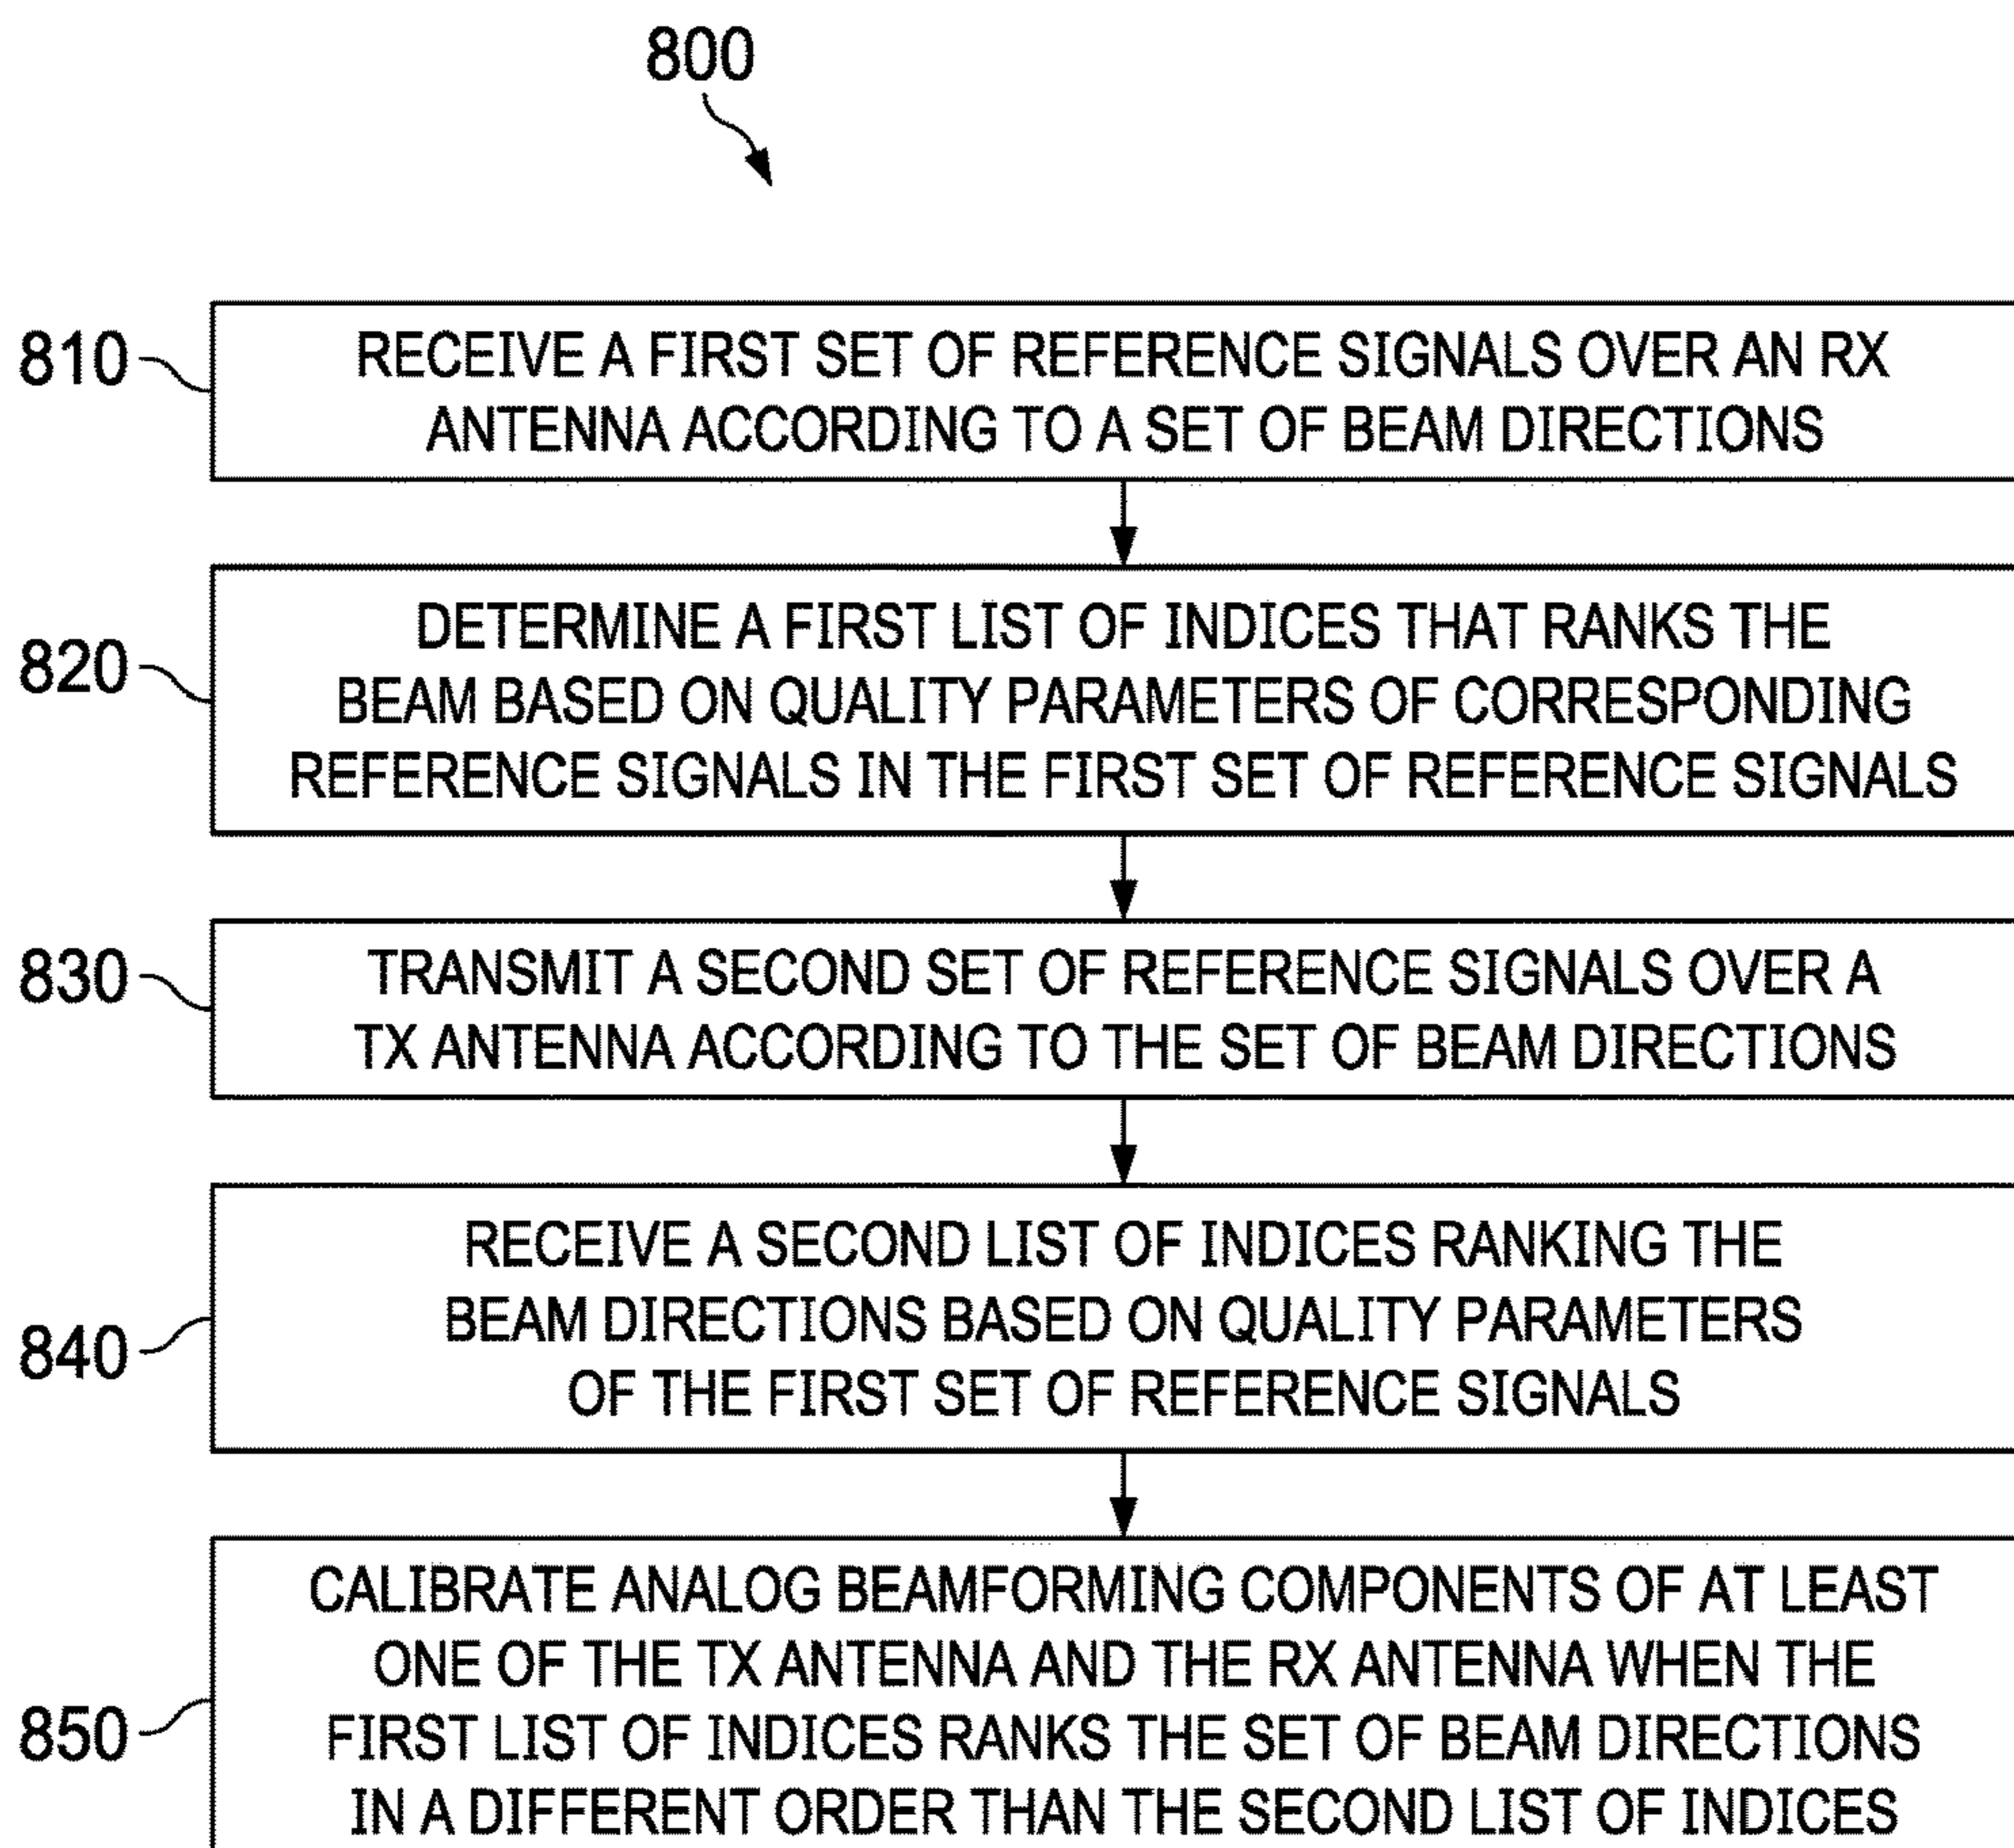 800
810
RECEIVE A FIRST SET OF REFERENCE SIGNALS OVER AN RX
ANTENNA ACCORDING TO A SET OF BEAM DIRECTIONS
820
DETERMINE A FIRST LIST OF INDICES THAT RANKS THE
BEAM BASED ON QUALITY PARAMETERS OF CORRESPONDING
REFERENCE SIGNALS IN THE FIRST SET OF REFERENCE SIGNALS
830
TRANSMIT A SECOND SET OF REFERENCE SIGNALS OVER A
TX ANTENNA ACCORDING TO THE SET OF BEAM DIRECTIONS
840
RECEIVE A SECOND LIST OF INDICES RANKING THE
BEAM DIRECTIONS BASED ON QUALITY PARAMETERS
OF THE FIRST SET OF REFERENCE SIGNALS
850
CALIBRATE ANALOG BEAMFORMING COMPONENTS OF AT LEAST
ONE OF THE TX ANTENNA AND THE RX ANTENNA WHEN THE
FIRST LIST OF INDICES RANKS THE SET OF BEAM DIRECTIONS
IN A DIFFERENT ORDER THAN THE SECOND LIST OF INDICES